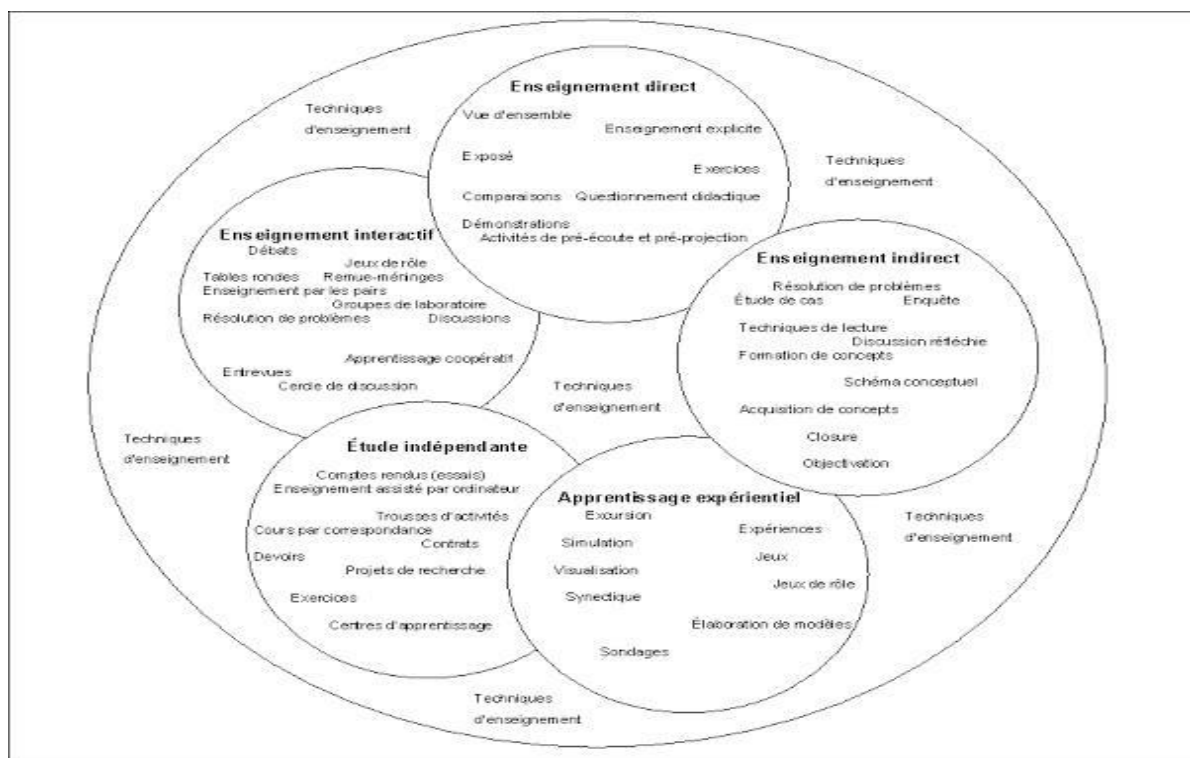 Enseignement direct
Techniques
d'enseignement
Vue d'ensemble
Enseignement explicite
Exposé
Exercices
Comparaisons
Questionnement didactique
Démonstrations
Activités de pré-écoute et pré-projection
Techniques
d'enseignement
Enseignement interactif
Débats
Jeux de rôle
Tables rondes
Remue-méninges
Enseignement par les pairs
Groupes de laboratoire
Résolution de problèmes
Discussions
Apprentissage coopératif
Entrevues
Cercle de discussion
Enseignement indirect
Résolution de problèmes
Étude de cas
Enquête
Techniques de lecture
Discussion réfléchie
Formation de concepts
Schéma conceptuel
Acquisition de concepts
Closure
Objectivation
Techniques
d'enseignement
Techniques
d'enseignement
Étude indépendante
Comptes rendus (essais)
Enseignement assisté par ordinateur
Trousses d'activités
Cours par correspondance
Contrats
Devoirs
Projets de recherche
Exercices
Centres d'apprentissage
Apprentissage expérientiel
Excursion
Expériences
Simulation
Jeux
Visualisation
Jeux de rôle
Synectique
Élaboration de modèles
Sondages
Techniques
d'enseignement
Techniques
d'enseignement